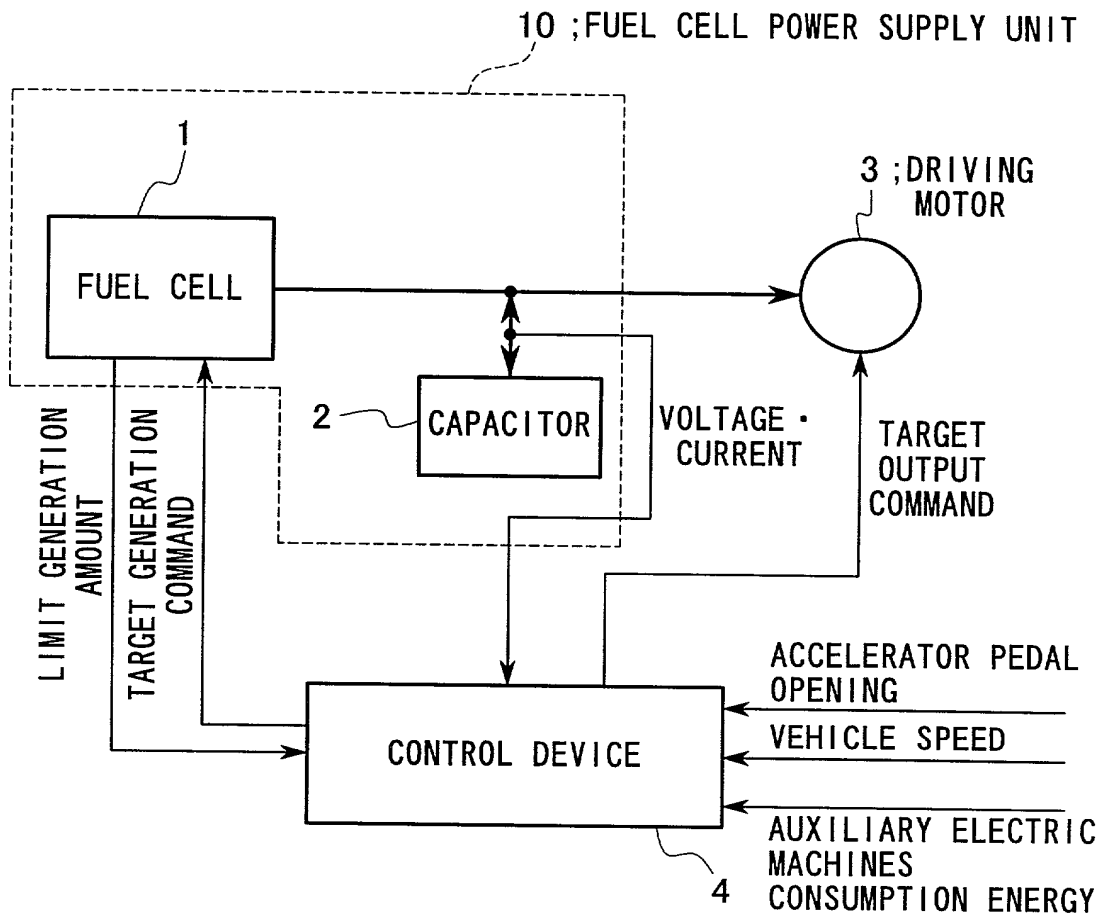 10 ;FUEL CELL POWER SUPPLY UNIT
1
3 ;DRIVING
MOTOR
FUEL CELL
2
CAPACITOR
VOLTAGE・
CURRENT
TARGET
OUTPUT
COMMAND
LIMIT GENERATION
AMOUNT
TARGET GENERATION
COMMAND
ACCELERATOR PEDAL
OPENING
VEHICLE SPEED
CONTROL DEVICE
AUXILIARY ELECTRIC
MACHINES
CONSUMPTION ENERGY
4